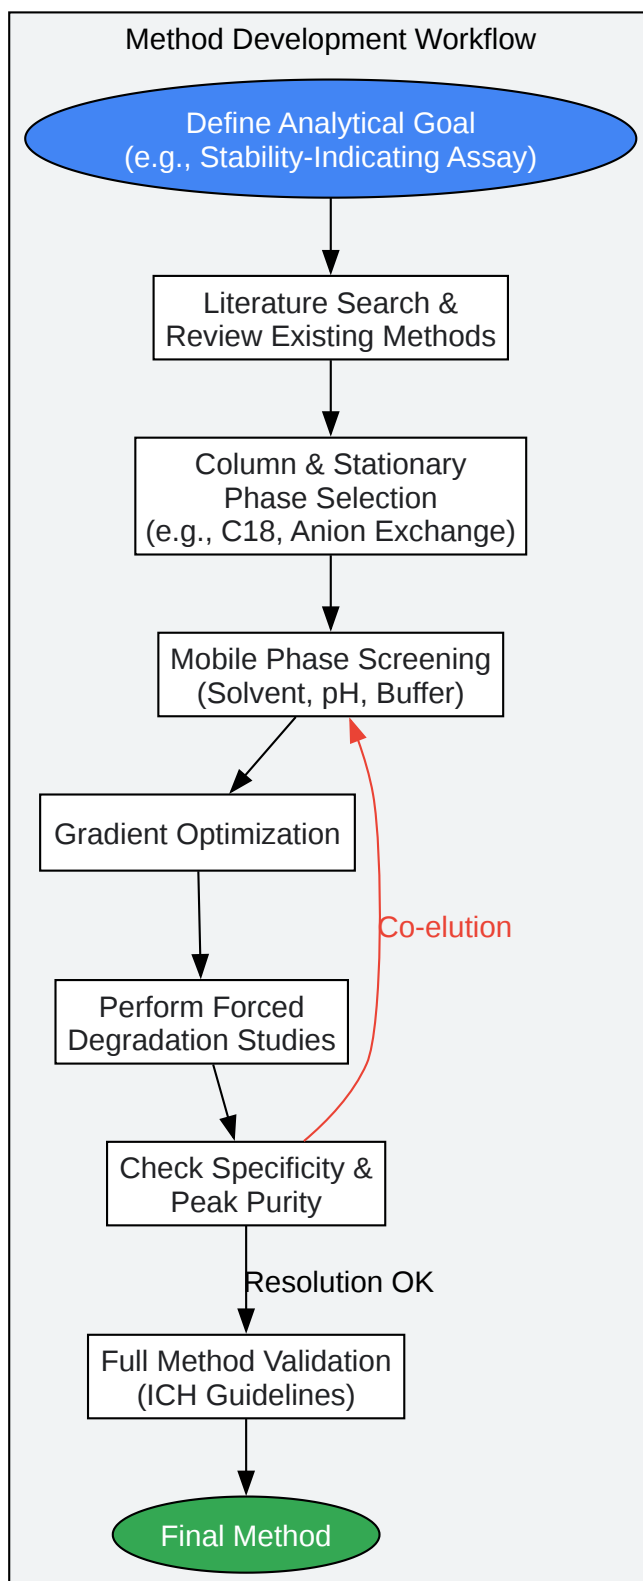 Method Development Workflow
Define Analytical Goal
(e.g., Stability-Indicating Assay)
Literature Search &
Review Existing Methods
Column & Stationary
Phase Selection
(e.g., C18, Anion Exchange)
Mobile Phase Screening
(Solvent, pH, Buffer)
Gradient Optimization
Co-elution
Perform Forced
Degradation Studies
Check Specificity &
Peak Purity
Resolution OK
Full Method Validation
(ICH Guidelines)
Final Method